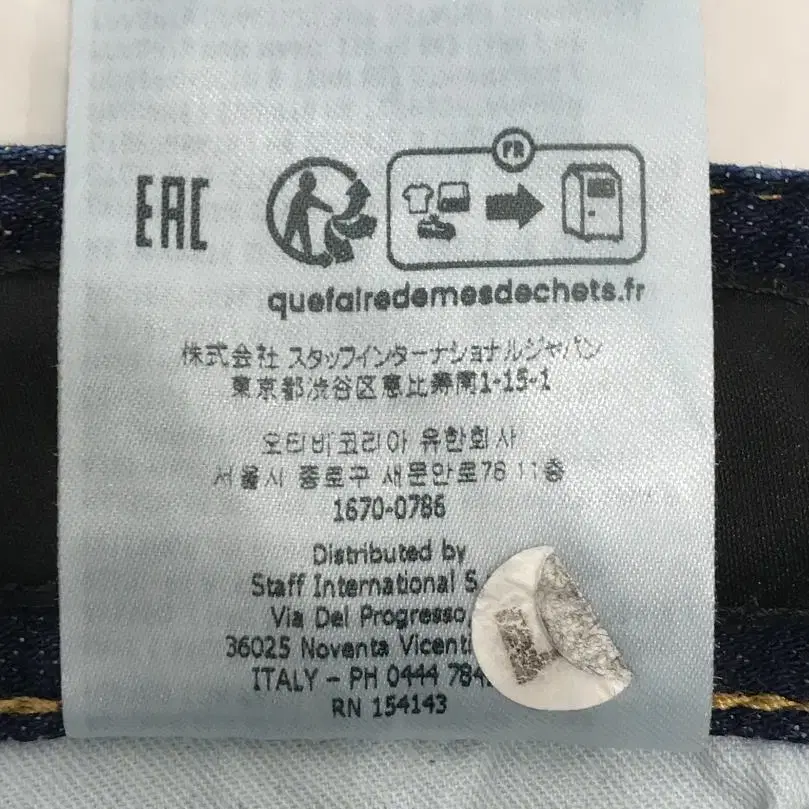 EAC
FR
quefairedemesdechets.fr
株式会社 スタッフインターナショナルジャパン
東京都渋谷区恵比寿南1-15-1
오티비코리아 유한회사
서울시 종로구 새문안로76 11층
1670-0786
Distributed by
Staff International S
Via Del Progresso,
36025 Noventa Vicenti
ITALY - PH 0444 784
RN 154143